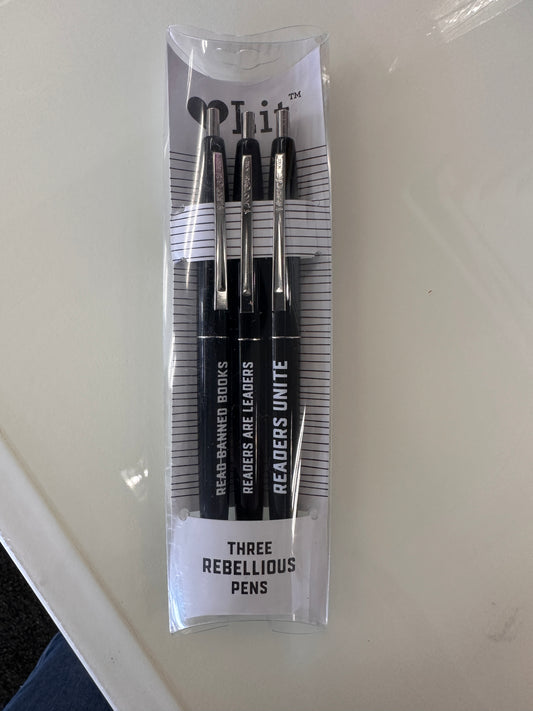 Lit™
READ BANNED BOOKS
READERS ARE LEADERS
READERS UNITE
THREE
REBELLIOUS
PENS